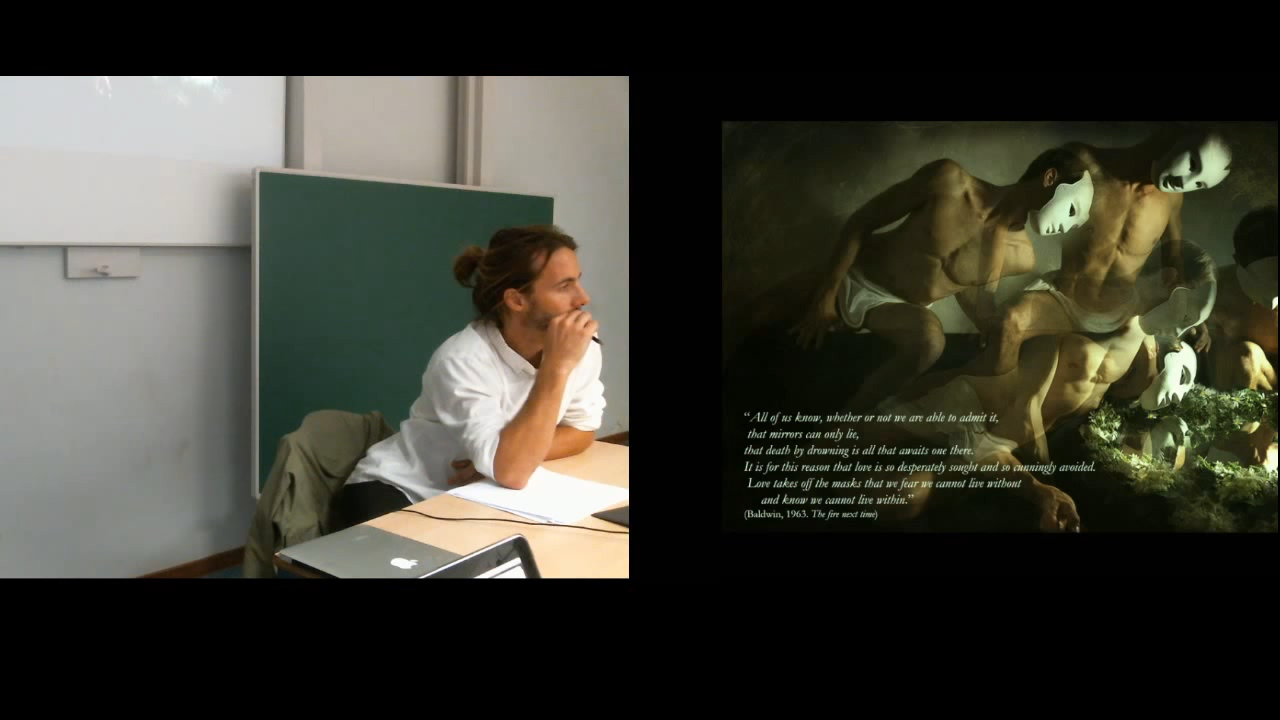 “All of us know, whether or not we are able to admit it,
that mirrors can only lie,
that death by drowning is all that awaits one there.
It is for this reason that love is so desperately sought and so cunningly avoided.
Love takes off the masks that we fear we cannot live without
and know we cannot live within.”
(Baldwin, 1963. The fire next time)